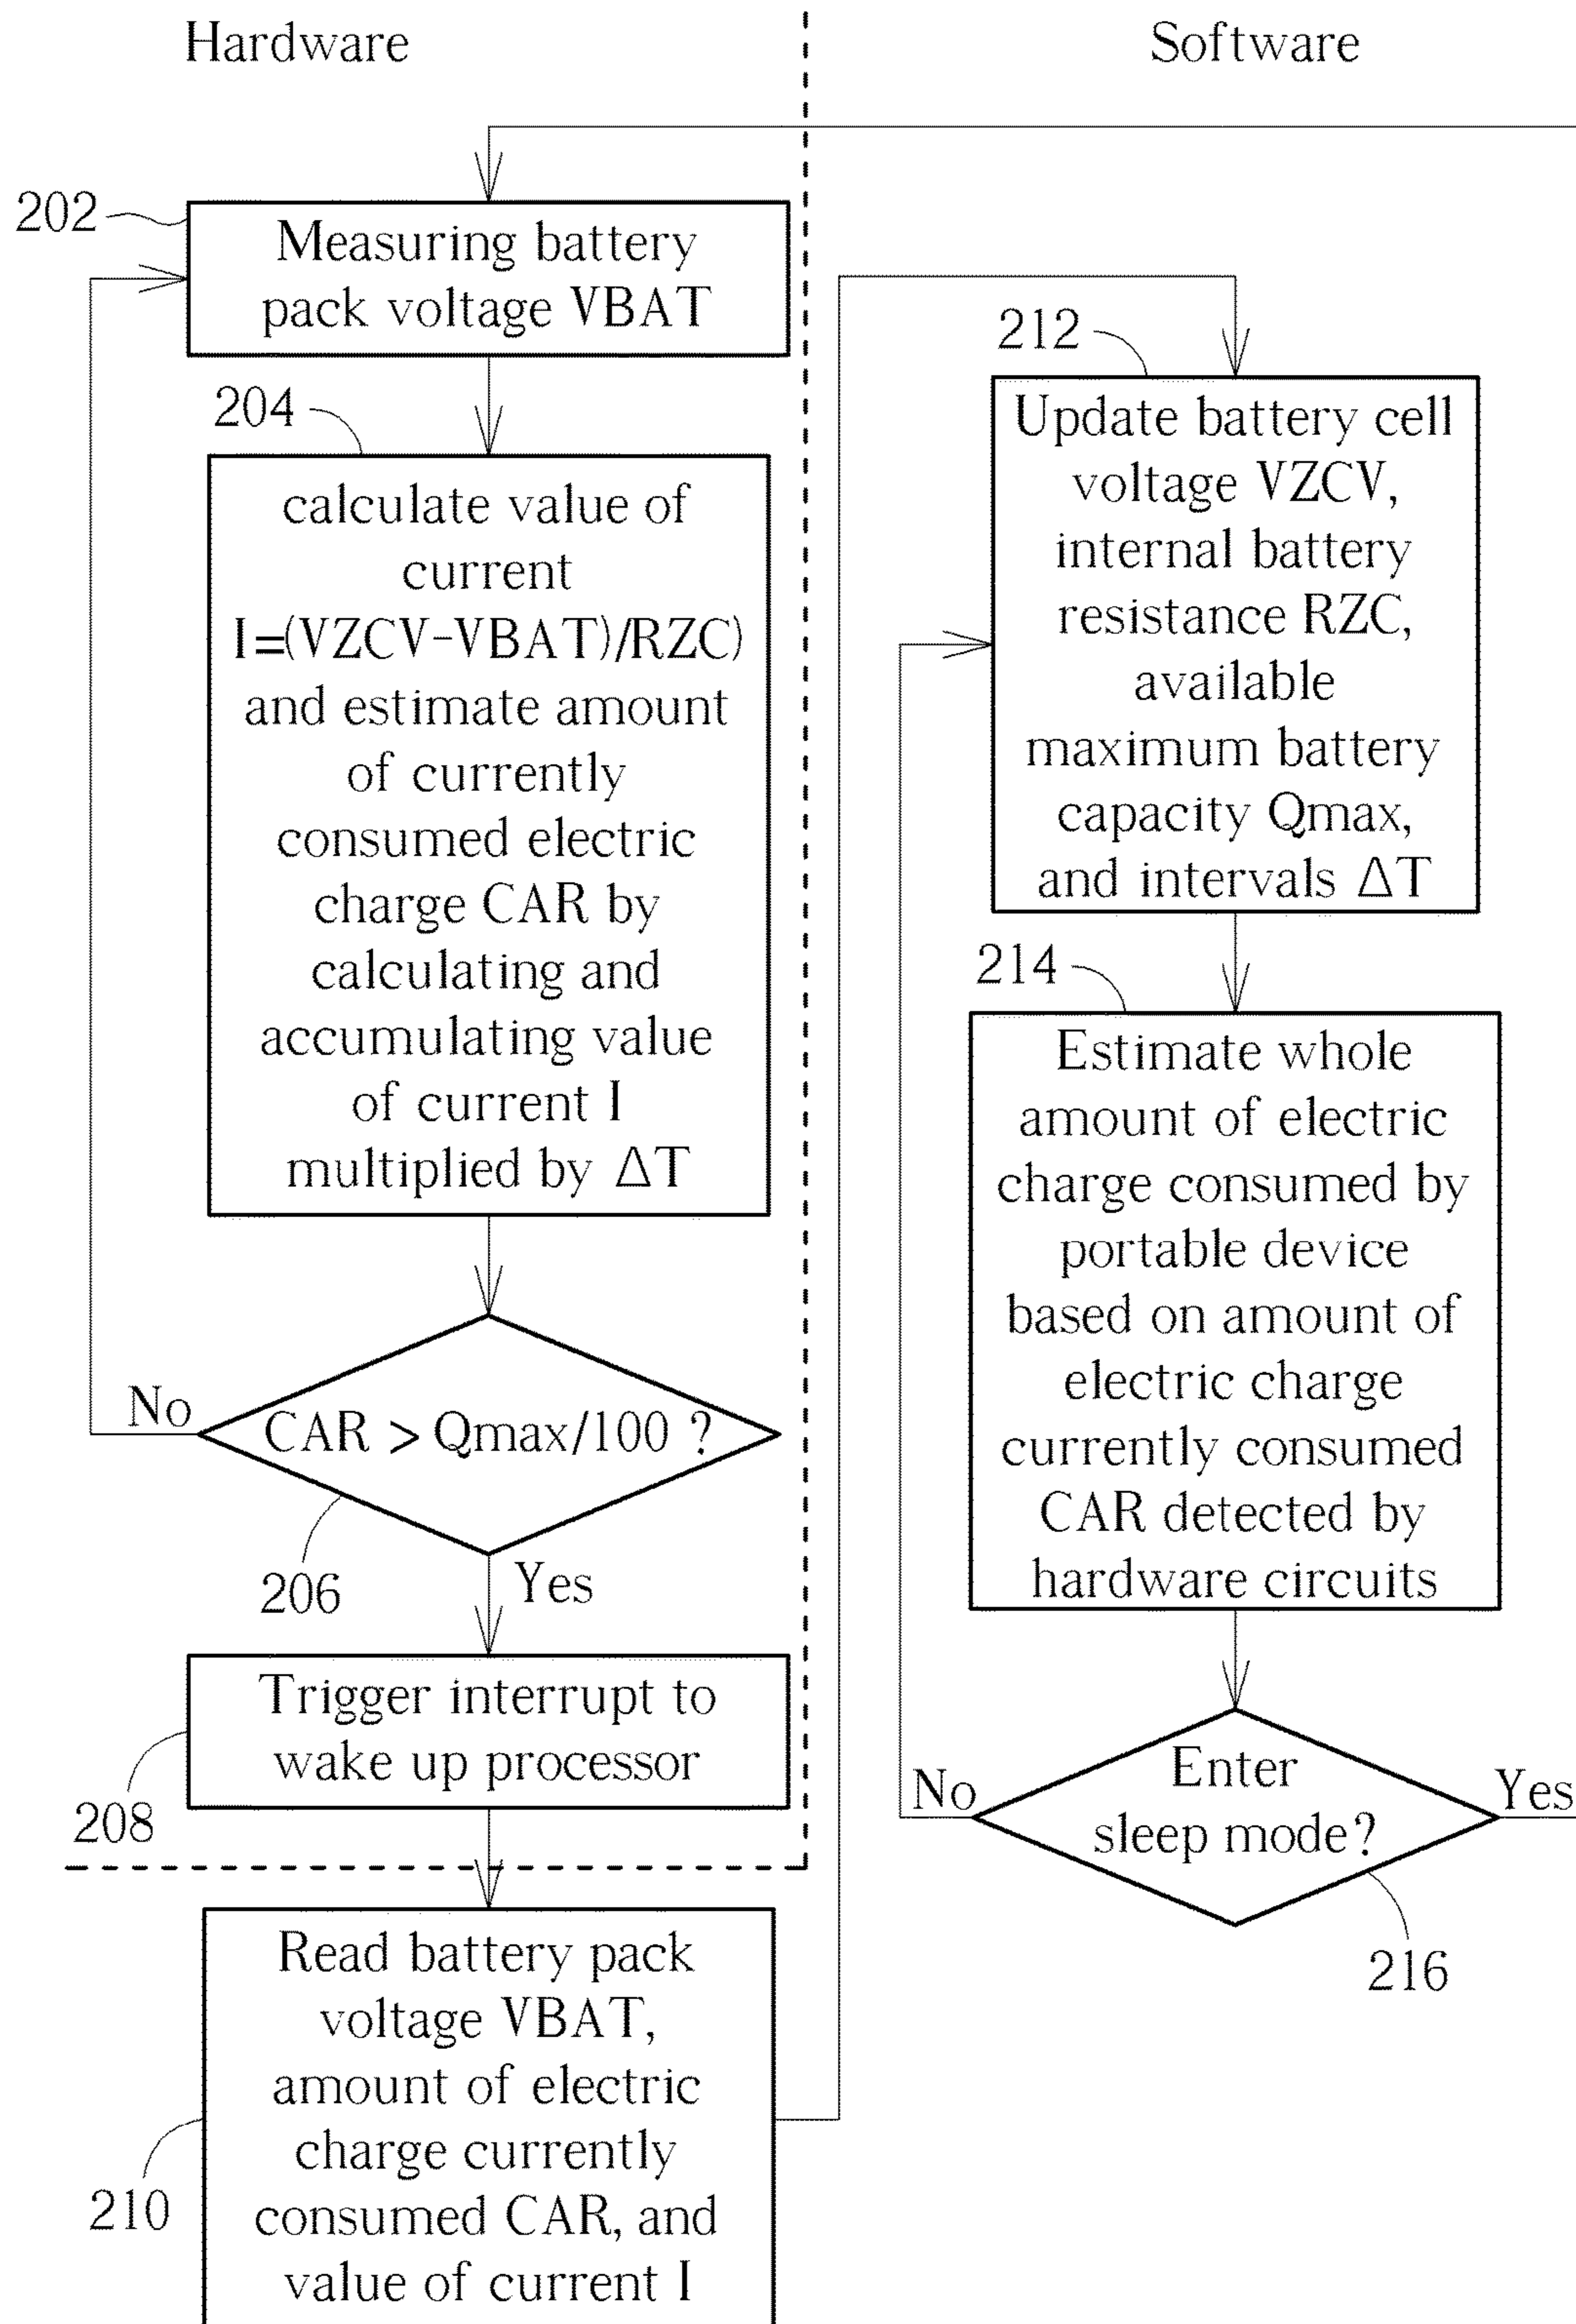 Hardware
Software
202
Measuring battery
pack voltage VBAT
204
calculate value of
current
I=(VZCV-VBAT)/RZC)
and estimate amount
of currently
consumed electric
charge CAR by
calculating and
accumulating value
of current I
multiplied by ΔT
No
CAR > Qmax/100 ?
206
Yes
Trigger interrupt to
wake up processor
208
Read battery pack
voltage VBAT,
amount of electric
charge currently
consumed CAR, and
value of current I
210
212
Update battery cell
voltage VZCV,
internal battery
resistance RZC,
available
maximum battery
capacity Qmax,
and intervals ΔT
214
Estimate whole
amount of electric
charge consumed by
portable device
based on amount of
electric charge
currently consumed
CAR detected by
hardware circuits
No
Enter
sleep mode?
Yes
216